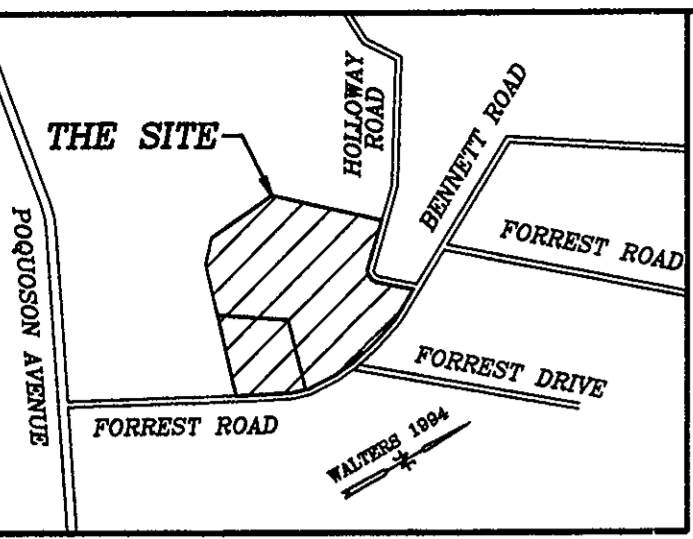 THE SITE
HOLLOWAY
ROAD
BENNETT ROAD
POQUOSON AVENUE
FORREST ROAD
FORREST DRIVE
FORREST ROAD
WALTERS 1994